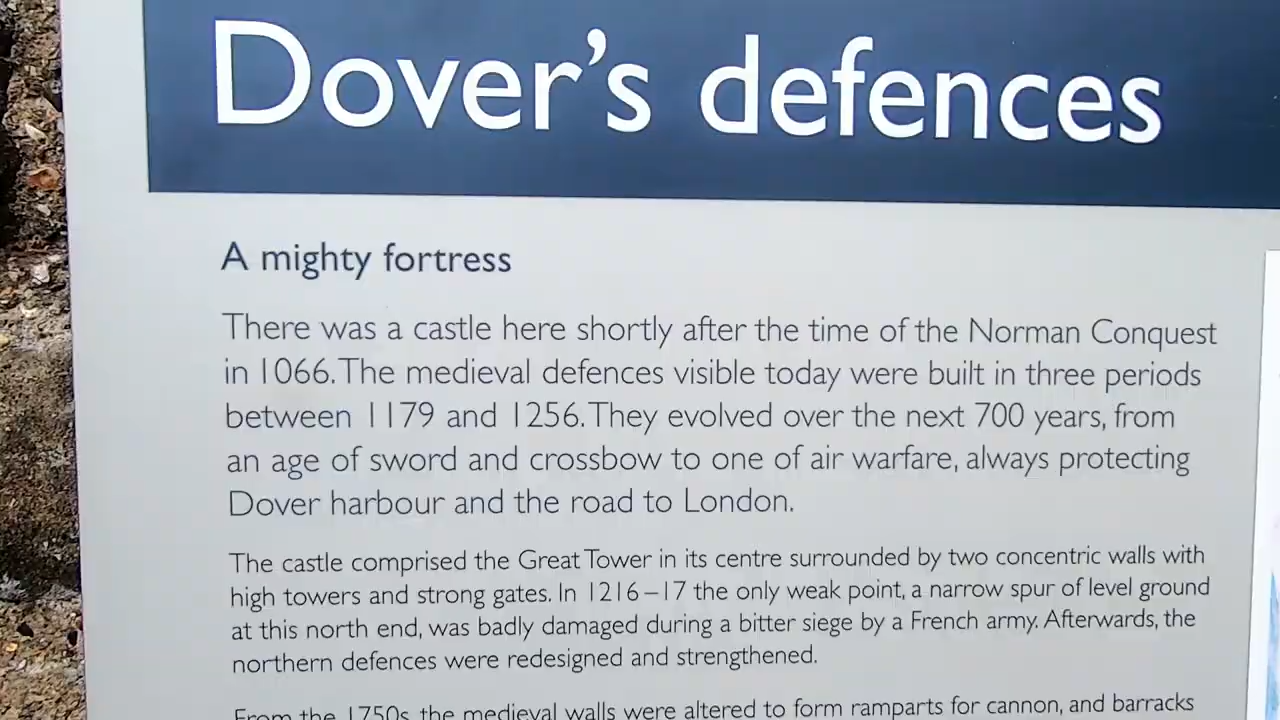 Dover's defences
A mighty fortress
There was a castle here shortly after the time of the Norman Conquest
in 1066. The medieval defences visible today were built in three periods
between 1179 and 1256. They evolved over the next 700 years, from
an age of sword and crossbow to one of air warfare, always protecting
Dover harbour and the road to London.
The castle comprised the Great Tower in its centre surrounded by two concentric walls with
high towers and strong gates. In 1216–17 the only weak point, a narrow spur of level ground
at this north end, was badly damaged during a bitter siege by a French army. Afterwards, the
northern defences were redesigned and strengthened.
From the 1750s the medieval walls were altered to form ramparts for cannon, and barracks